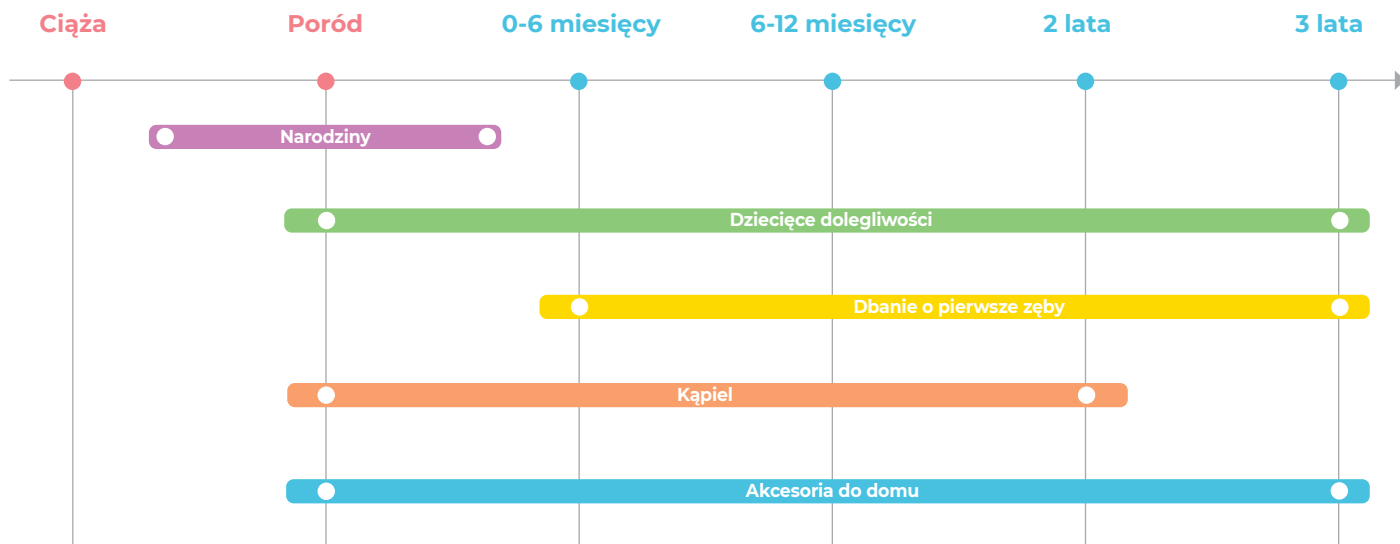 Ciąża
Poród
0-6 miesięcy
6-12 miesięcy
2 lata
3 lata
Narodziny
Dziecięce dolegliwości
Dbanie o pierwsze zęby
Kąpiel
Akcesoria do domu